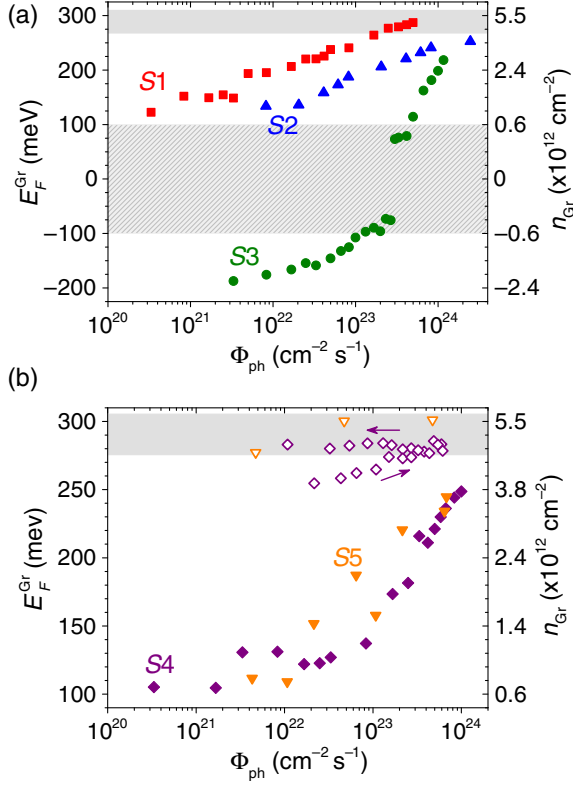 (a)
300
200
100
0
−100
−200
E_F^Gr (meV)
5.5
2.4
0.6
−0.6
−2.4
n_Gr (x10^12 cm^−2)
S1
S2
S3
10^20 10^21 10^22 10^23 10^24
Φ_ph (cm^−2 s^−1)
(b)
300
250
200
150
100
E_F^Gr (mev)
5.5
3.8
2.4
1.4
0.6
n_Gr (x10^12 cm^−2)
S5
S4
10^20 10^21 10^22 10^23 10^24
Φ_ph (cm^−2 s^−1)